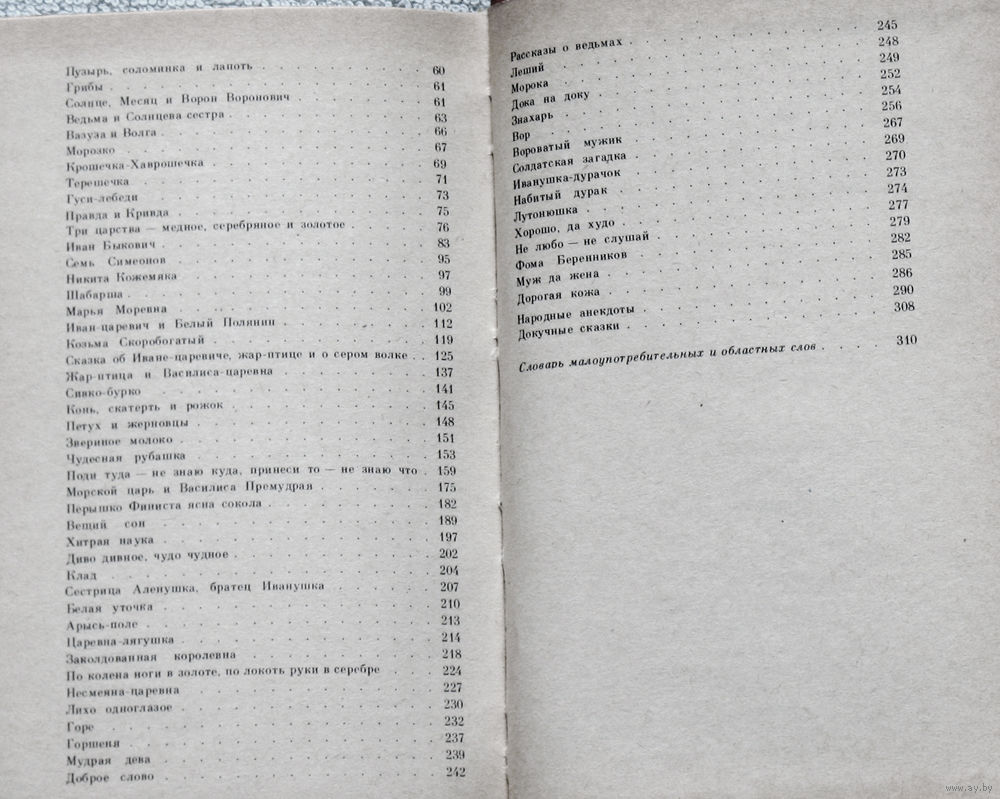 Пузырь, соломинка и лапоть . . . . . . . 60
Грибы . . . . . . . . . . . . . . 61
Солнце, Месяц и Ворон Воронович . . . . . 61
Ведьма и Солнцева сестра . . . . . . . . 63
Вазуза и Волга . . . . . . . . . . . 66
Морозко . . . . . . . . . . . . . 67
Крошечка-Хаврошечка . . . . . . . . . 69
Терешечка . . . . . . . . . . . . 71
Гуси-лебеди . . . . . . . . . . . . 73
Правда и Кривда . . . . . . . . . . 75
Три царства — медное, серебряное и золотое . . . 76
Иван Быкович . . . . . . . . . . . 83
Семь Симеонов . . . . . . . . . . . 95
Никита Кожемяка . . . . . . . . . . 97
Шабарша . . . . . . . . . . . . . 99
Марья Моревна . . . . . . . . . . . 102
Иван-царевич и Белый Полянин . . . . . . 112
Козьма Скоробогатый . . . . . . . . . 119
Сказка об Иване-царевиче, жар-птице и о сером волке . . 125
Жар-птица и Василиса-царевна . . . . . . 137
Сивко-бурко . . . . . . . . . . . . 141
Конь, скатерть и рожок . . . . . . . . 145
Петух и жерновцы . . . . . . . . . . 148
Звериное молоко . . . . . . . . . . 151
Чудесная рубашка . . . . . . . . . . 153
Поди туда — не знаю куда, принеси то — не знаю что . 159
Морской царь и Василиса Премудрая . . . . . 175
Перышко Финиста ясна сокола . . . . . . . 182
Вещий сон . . . . . . . . . . . . 189
Хитрая наука . . . . . . . . . . . 197
Диво дивное, чудо чудное . . . . . . . . 202
Клад . . . . . . . . . . . . . . 204
Сестрица Аленушка, братец Иванушка . . . . . 207
Белая уточка . . . . . . . . . . . 210
Арысь-поле . . . . . . . . . . . . 213
Царевна-лягушка . . . . . . . . . . 214
Заколдованная королевна . . . . . . . . 218
По колена ноги в золоте, по локоть руки в серебре . . 224
Несмеяна-царевна . . . . . . . . . . 227
Лихо одноглазое . . . . . . . . . . 230
Горе . . . . . . . . . . . . . . 232
Горшеня . . . . . . . . . . . . . 237
Мудрая дева . . . . . . . . . . . . 239
Доброе слово . . . . . . . . . . . 242
Рассказы о ведьмах . . . . . . . . . 245
Леший . . . . . . . . . . . . . . 248
Морока . . . . . . . . . . . . . 249
Дока на доку . . . . . . . . . . . 252
Знахарь . . . . . . . . . . . . . 254
Вор . . . . . . . . . . . . . . 256
Вороватый мужик . . . . . . . . . . 267
Солдатская загадка . . . . . . . . . 269
Иванушка-дурачок . . . . . . . . . . 270
Набитый дурак . . . . . . . . . . . 273
Лутонюшка . . . . . . . . . . . . 274
Хорошо, да худо . . . . . . . . . . 277
Не любо — не слушай . . . . . . . . . 279
Фома Беренников . . . . . . . . . . 282
Муж да жена . . . . . . . . . . . . 285
Дорогая кожа . . . . . . . . . . . 286
Народные анекдоты . . . . . . . . . . 290
Докучные сказки . . . . . . . . . . 308
Словарь малоупотребительных и областных слов . . . . 310
www.ay.by